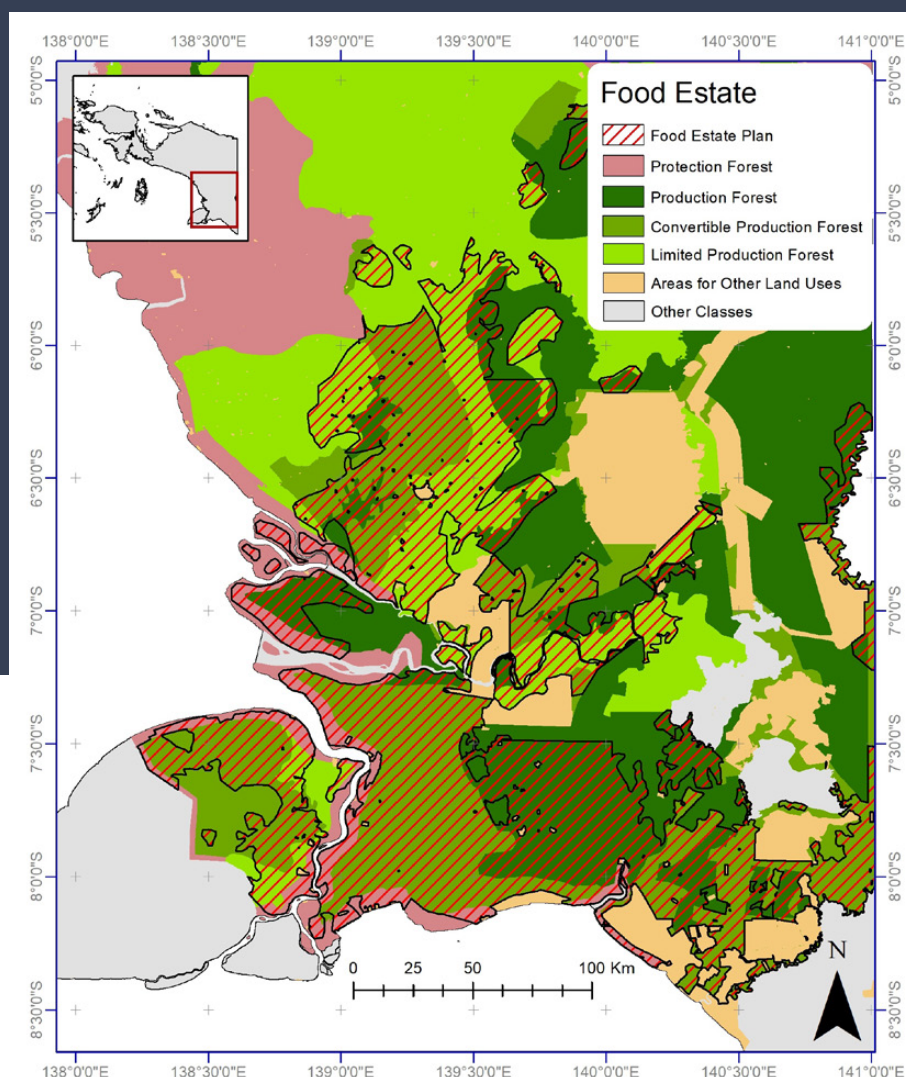 138°0'0"E 138°30'0"E 139°0'0"E 139°30'0"E 140°0'0"E 140°30'0"E 141°0'0"E
5°0'0"S 5°0'0"S
Food Estate
Food Estate Plan
Protection Forest
Production Forest
Convertible Production Forest
Limited Production Forest
Areas for Other Land Uses
Other Classes
5°30'0"S 5°30'0"S
6°0'0"S 6°0'0"S
6°30'0"S 6°30'0"S
7°0'0"S 7°0'0"S
7°30'0"S 7°30'0"S
8°0'0"S 8°0'0"S
N
0 25 50 100 Km
8°30'0"S 8°30'0"S
138°0'0"E 138°30'0"E 139°0'0"E 139°30'0"E 140°0'0"E 140°30'0"E 141°0'0"E